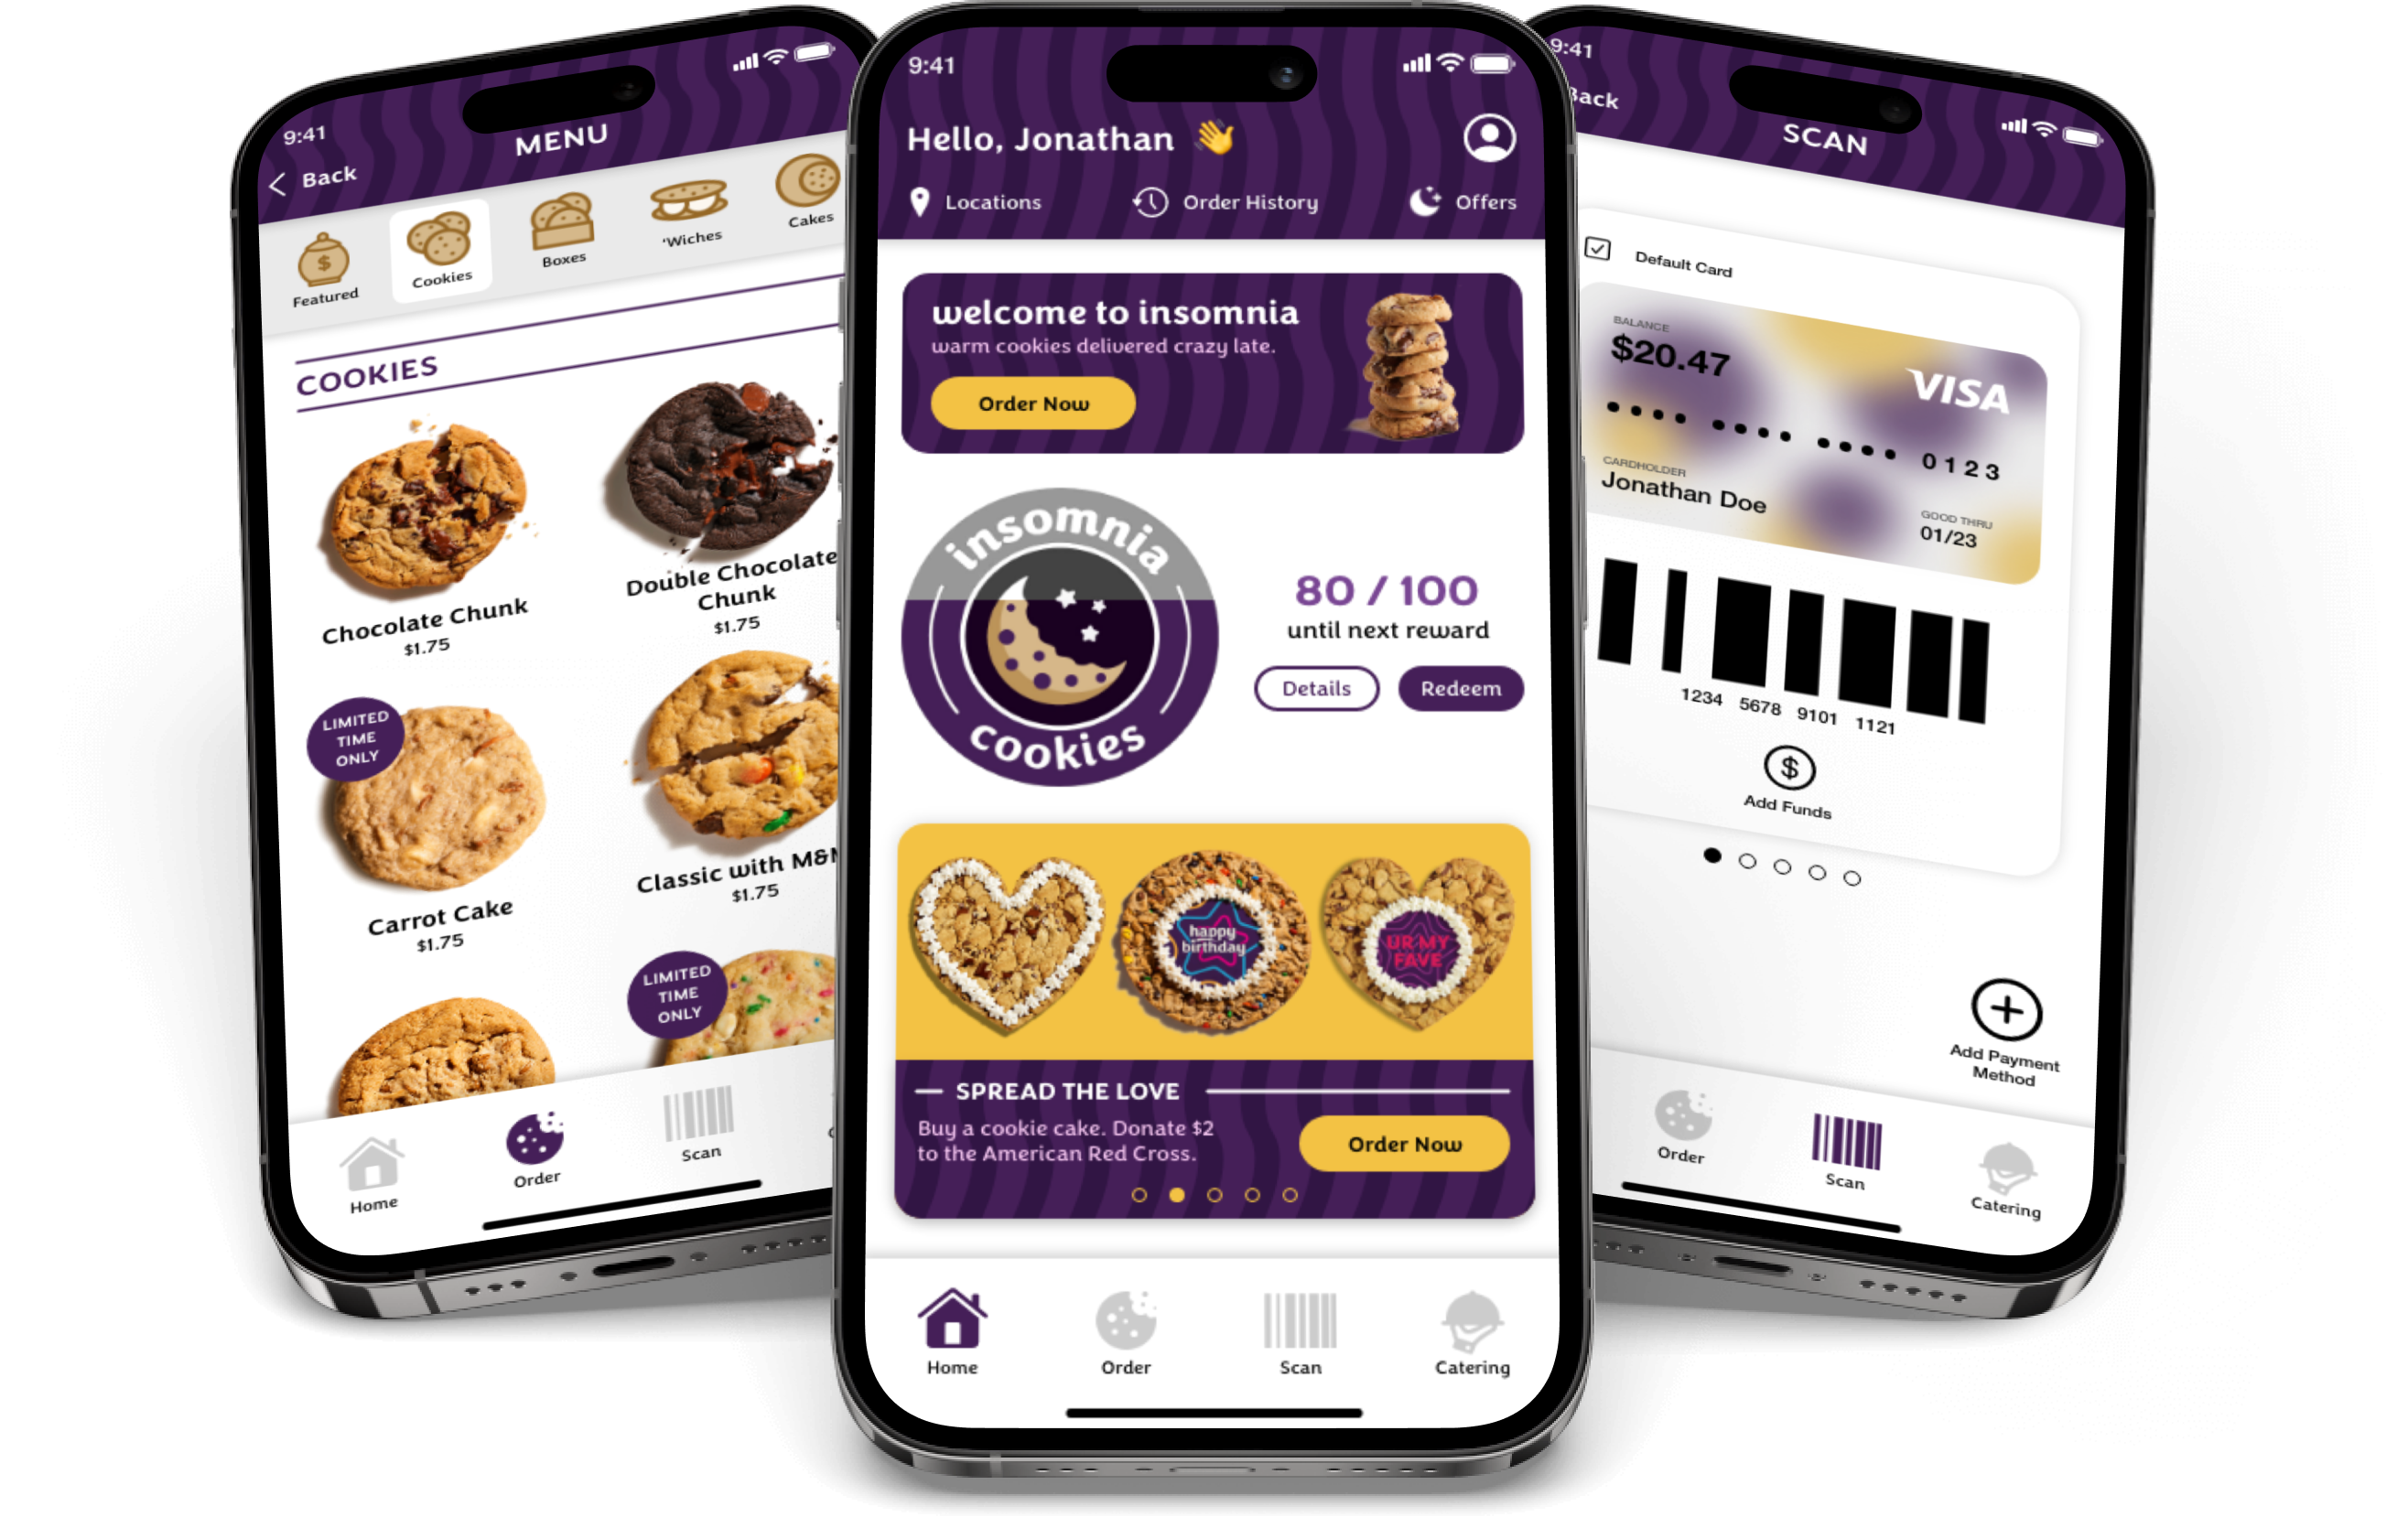 9:41
MENU
Back
Featured
Cookies
Boxes
'Wiches
Cakes
COOKIES
Chocolate Chunk
$1.75
Double Chocolate
Chunk
$1.75
LIMITED
TIME
ONLY
Carrot Cake
$1.75
Classic with M&M
$1.75
LIMITED
TIME
ONLY
Home
Order
Scan
9:41
Hello, Jonathan 👋
Locations
Order History
Offers
welcome to insomnia
warm cookies delivered crazy late.
Order Now
insomnia
cookies
80 / 100
until next reward
Details
Redeem
happy
birthday
UR MY
FAVE
SPREAD THE LOVE
Buy a cookie cake. Donate $2
to the American Red Cross.
Order Now
Home
Order
Scan
Catering
9:41
Back
SCAN
Default Card
BALANCE
$20.47
VISA
•••• •••• •••• 0123
CARDHOLDER
Jonathan Doe
GOOD THRU
01/23
1234 5678 9101 1121
$
Add Funds
Add Payment
Method
Order
Scan
Catering